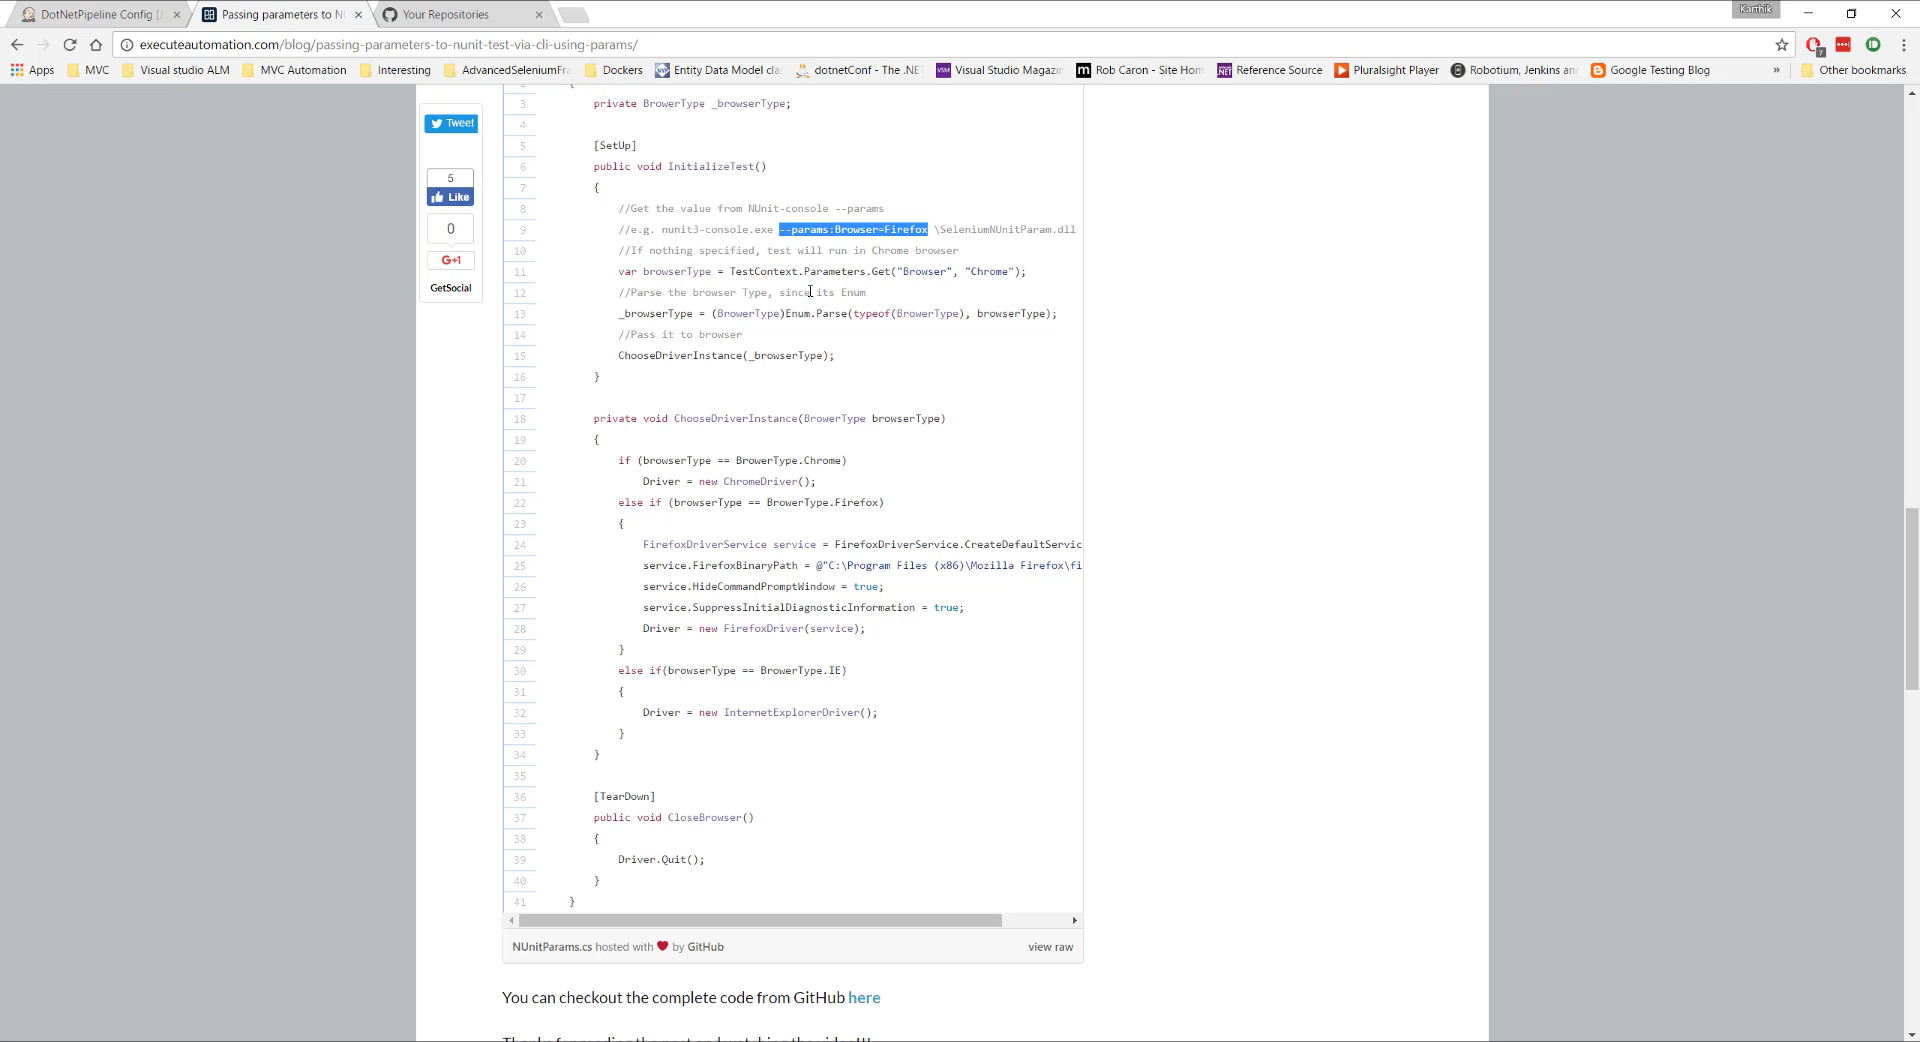 DotNetPipeline Config [J
Passing parameters to NU
Your Repositories
Karthik
executeautomation.com/blog/passing-parameters-to-nunit-test-via-cli-using-params/
7
Apps
MVC
Visual studio ALM
MVC Automation
Interesting
AdvancedSeleniumFra
Dockers
Entity Data Model cla
dotnetConf - The .NE
Visual Studio Magazin
Rob Caron - Site Hom
Reference Source
Pluralsight Player
Robotium, Jenkins an
Google Testing Blog
»
Other bookmarks
Tweet
5
Like
0
G+1
GetSocial
2 {
3 private BrowerType _browserType;
4
5 [SetUp]
6 public void InitializeTest()
7 {
8 //Get the value from NUnit-console --params
9 //e.g. nunit3-console.exe --params:Browser=Firefox \SeleniumNUnitParam.dll
10 //If nothing specified, test will run in Chrome browser
11 var browserType = TestContext.Parameters.Get("Browser", "Chrome");
12 //Parse the browser Type, since its Enum
13 _browserType = (BrowerType)Enum.Parse(typeof(BrowerType), browserType);
14 //Pass it to browser
15 ChooseDriverInstance(_browserType);
16 }
17
18 private void ChooseDriverInstance(BrowerType browserType)
19 {
20 if (browserType == BrowerType.Chrome)
21 Driver = new ChromeDriver();
22 else if (browserType == BrowerType.Firefox)
23 {
24 FirefoxDriverService service = FirefoxDriverService.CreateDefaultServic
25 service.FirefoxBinaryPath = @"C:\Program Files (x86)\Mozilla Firefox\fi
26 service.HideCommandPromptWindow = true;
27 service.SuppressInitialDiagnosticInformation = true;
28 Driver = new FirefoxDriver(service);
29 }
30 else if(browserType == BrowerType.IE)
31 {
32 Driver = new InternetExplorerDriver();
33 }
34 }
35
36 [TearDown]
37 public void CloseBrowser()
38 {
39 Driver.Quit();
40 }
41 }
NUnitParams.cs hosted with ❤ by GitHub
view raw
You can checkout the complete code from GitHub here